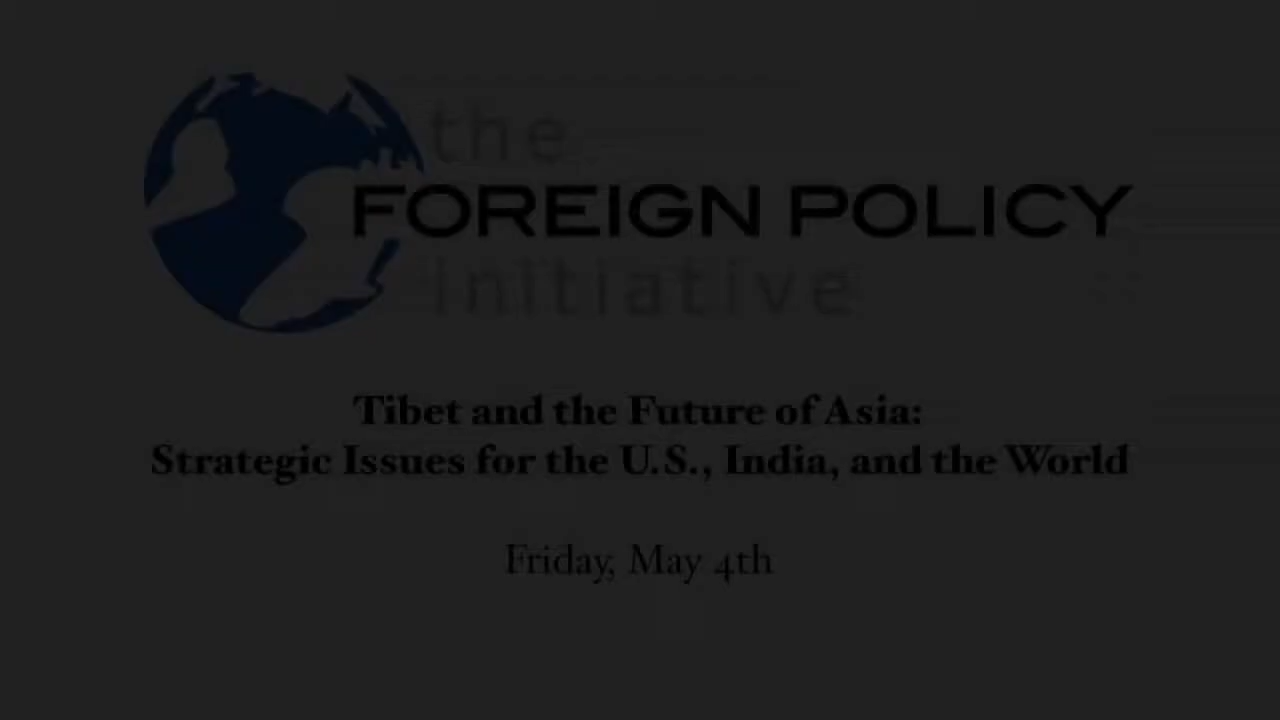 the
FOREIGN POLICY
initiative
Tibet and the Future of Asia:
Strategic Issues for the U.S., India, and the World
Friday, May 4th